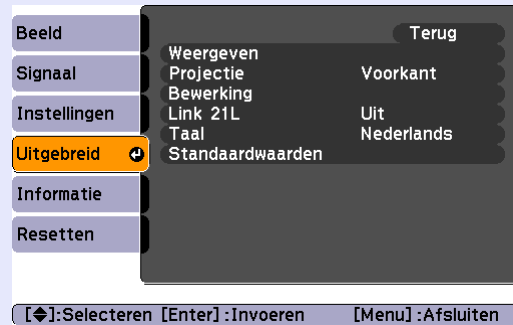 Beeld
Signaal
Instellingen
Uitgebreid
Informatie
Resetten
Terug
Weergeven
Projectie Voorkant
Bewerking
Link 21L Uit
Taal Nederlands
Standaardwaarden
[◆]:Selecteren [Enter]:Invoeren [Menu]:Afsluiten